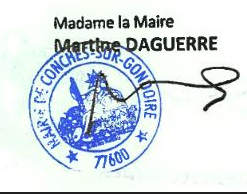 Madame la Maire
Martine DAGUERRE
MAIRIE DE CONCHES-SUR-GONDOIRE
77600